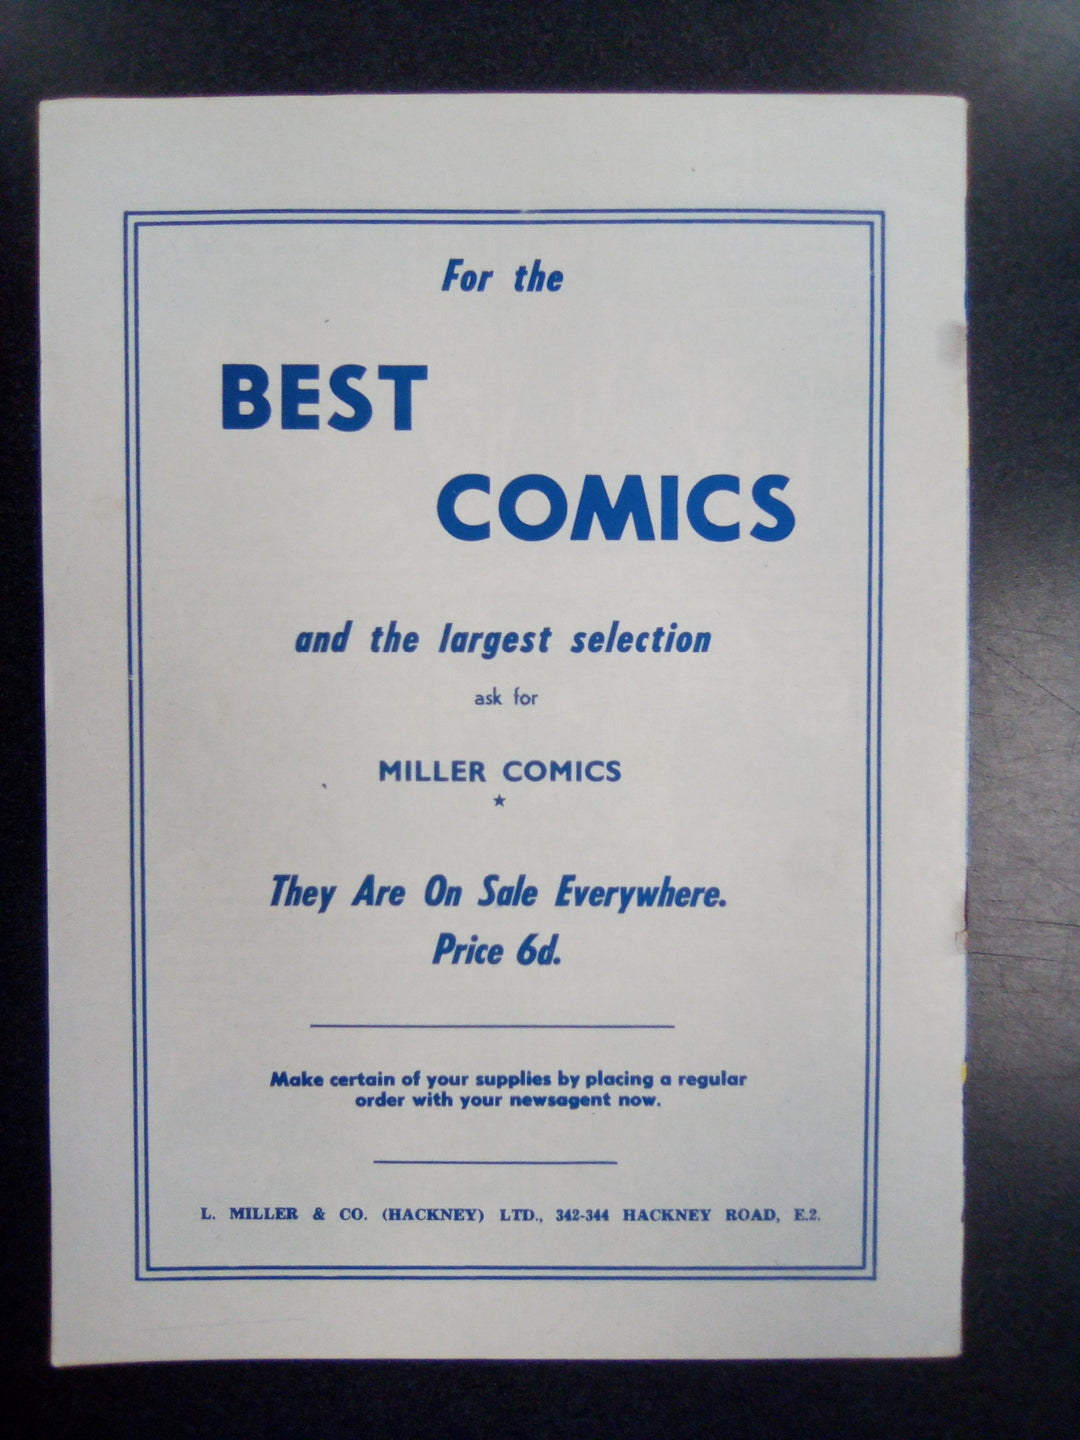 For the
BEST
COMICS
and the largest selection
ask for
MILLER COMICS
★
They Are On Sale Everywhere.
Price 6d.
Make certain of your supplies by placing a regular
order with your newsagent now.
L. MILLER & CO. (HACKNEY) LTD., 342-344 HACKNEY ROAD, E.2.